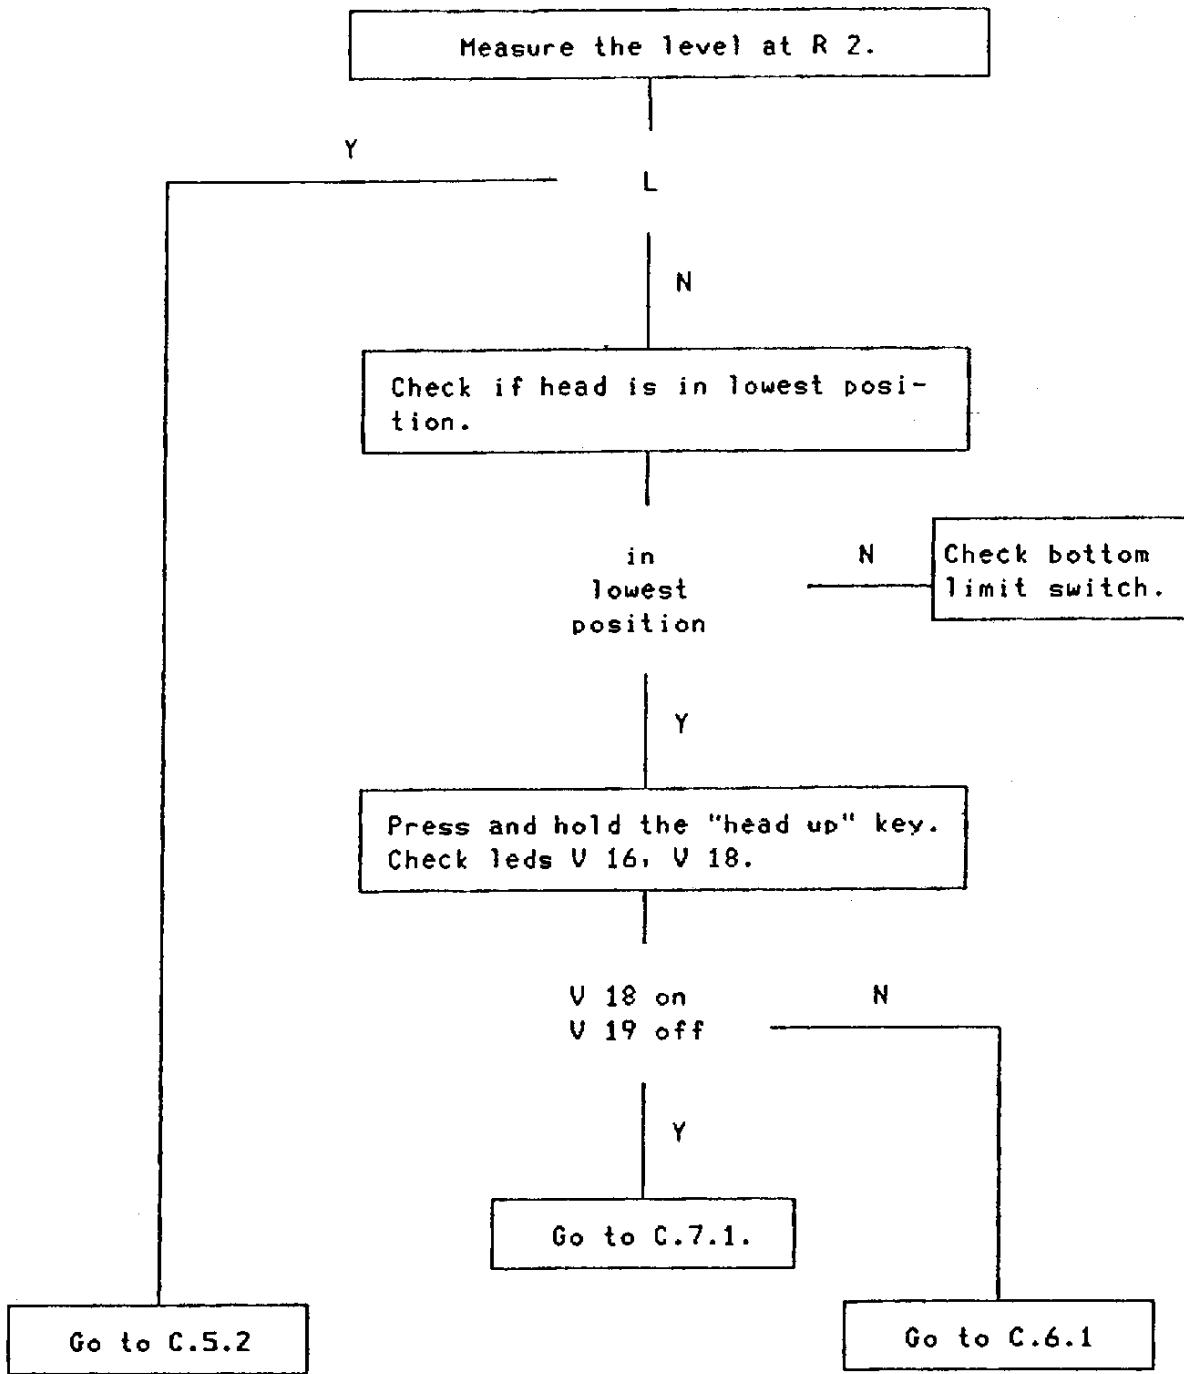 Measure the level at R 2.
Y
L
N
Check if head is in lowest posi-
tion.
in
lowest
position
N
Check bottom
limit switch.
Y
Press and hold the "head up" key.
Check leds V 16, V 18.
V 18 on
V 19 off
N
Y
Go to C.7.1.
Go to C.5.2
Go to C.6.1